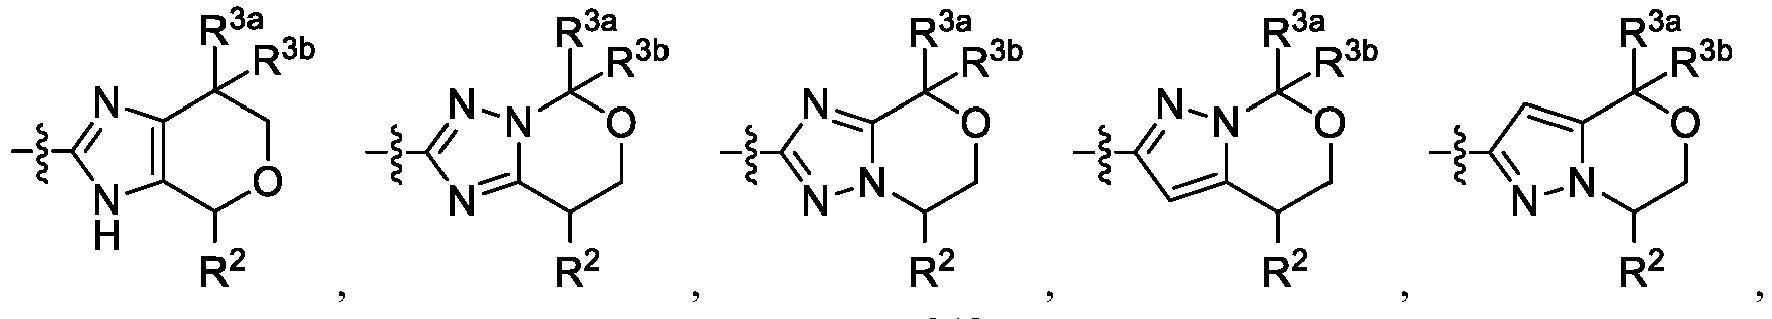 R3a R3a R3a R3a R3a
R3b R3b R3b R3b R3b
N N N O N O N N O O
O N N N N N
N H
R2 , R2 , R2 , R2 , R2 ,